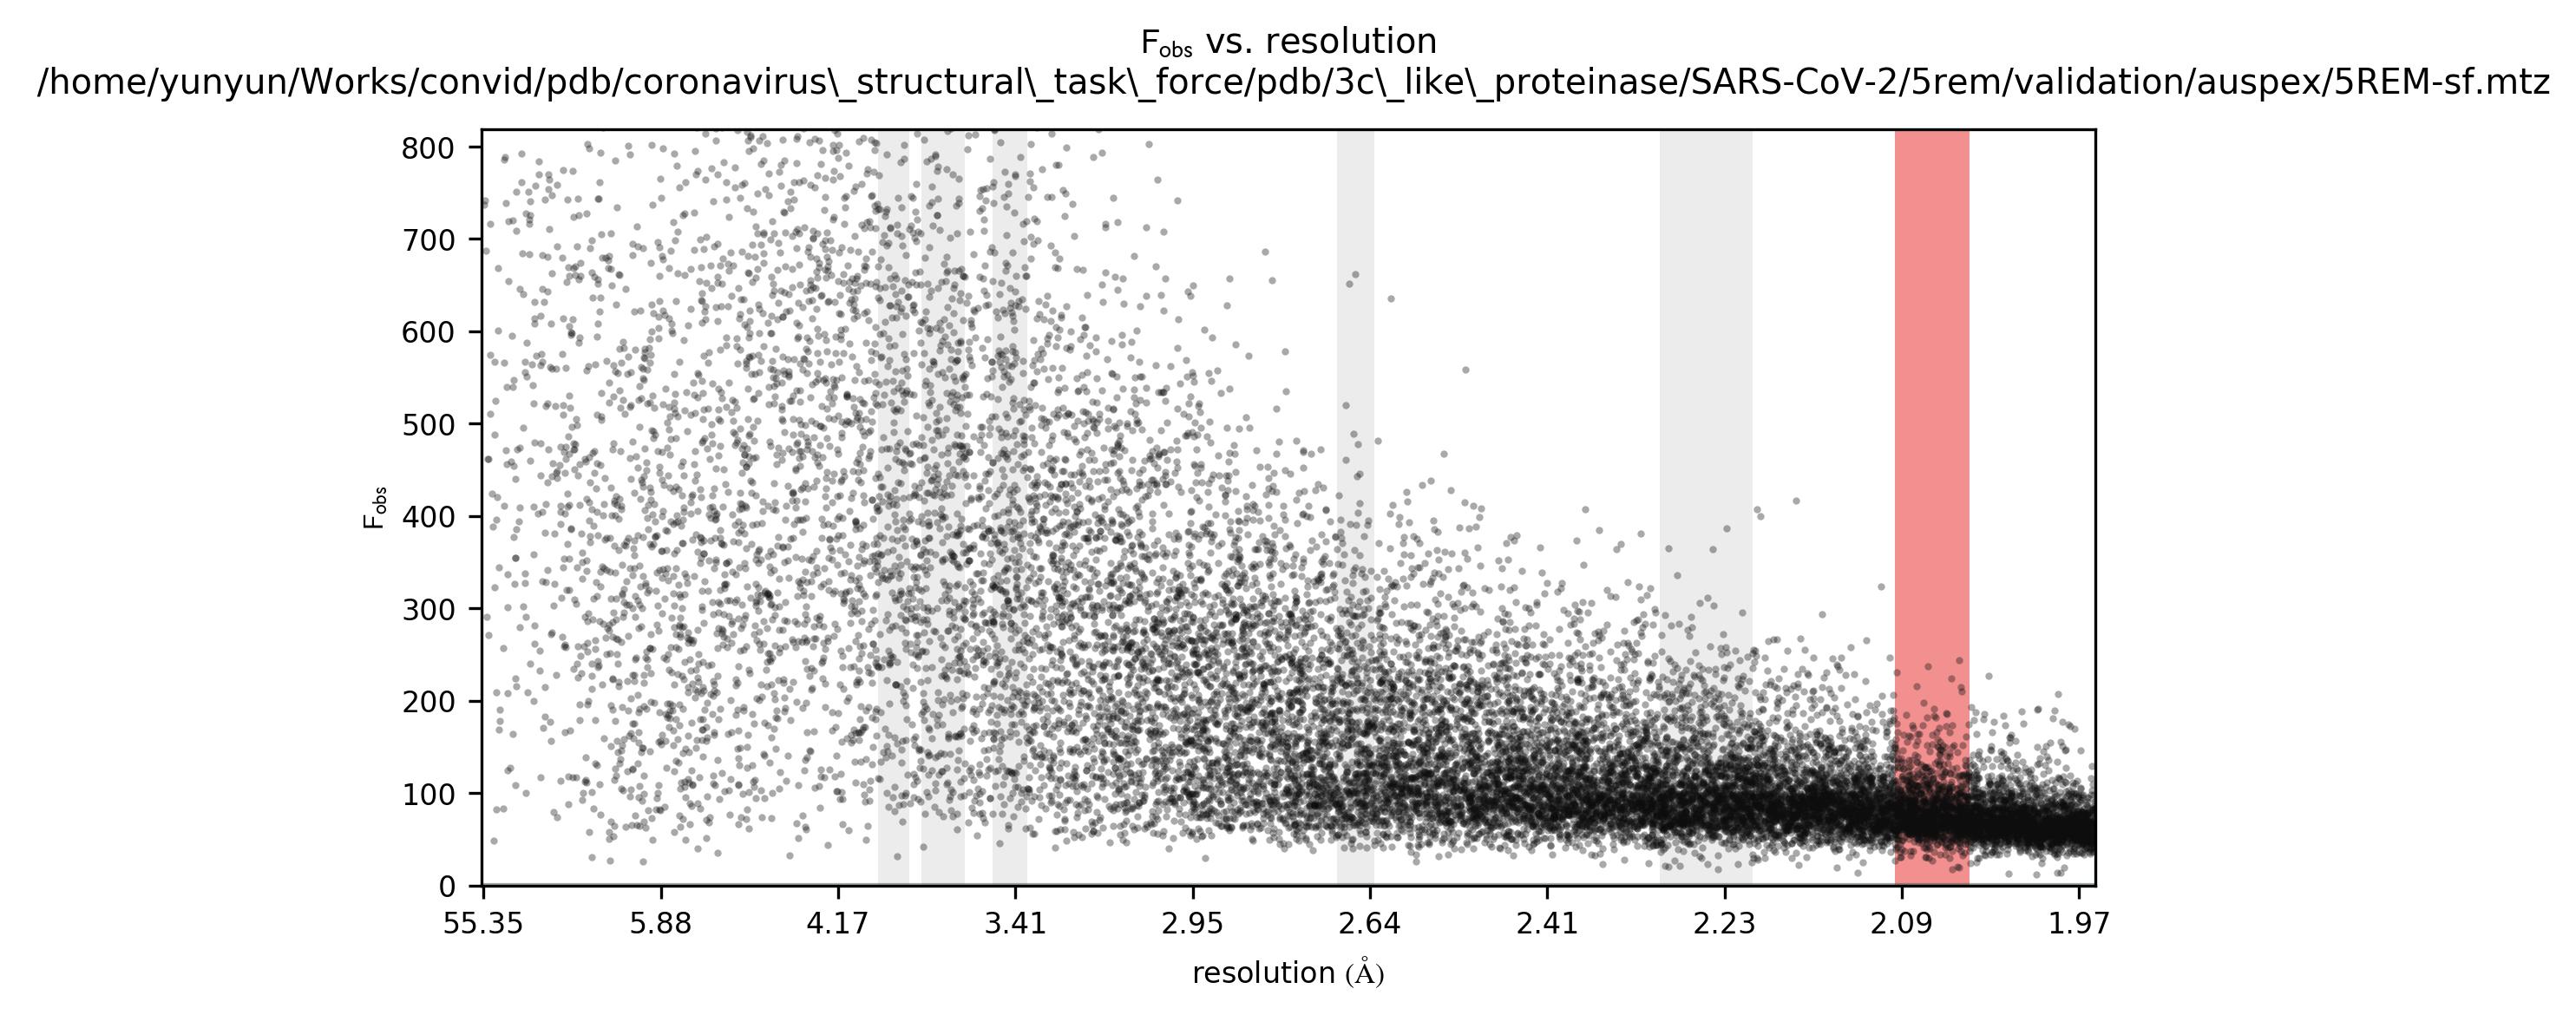 F_obs vs. resolution
/home/yunyun/Works/convid/pdb/coronavirus\_structural\_task\_force/pdb/3c\_like\_proteinase/SARS-CoV-2/5rem/validation/auspex/5REM-sf.mtz
800
700
600
500
400
300
200
100
0
F_obs
55.35 5.88 4.17 3.41 2.95 2.64 2.41 2.23 2.09 1.97
resolution (Å)